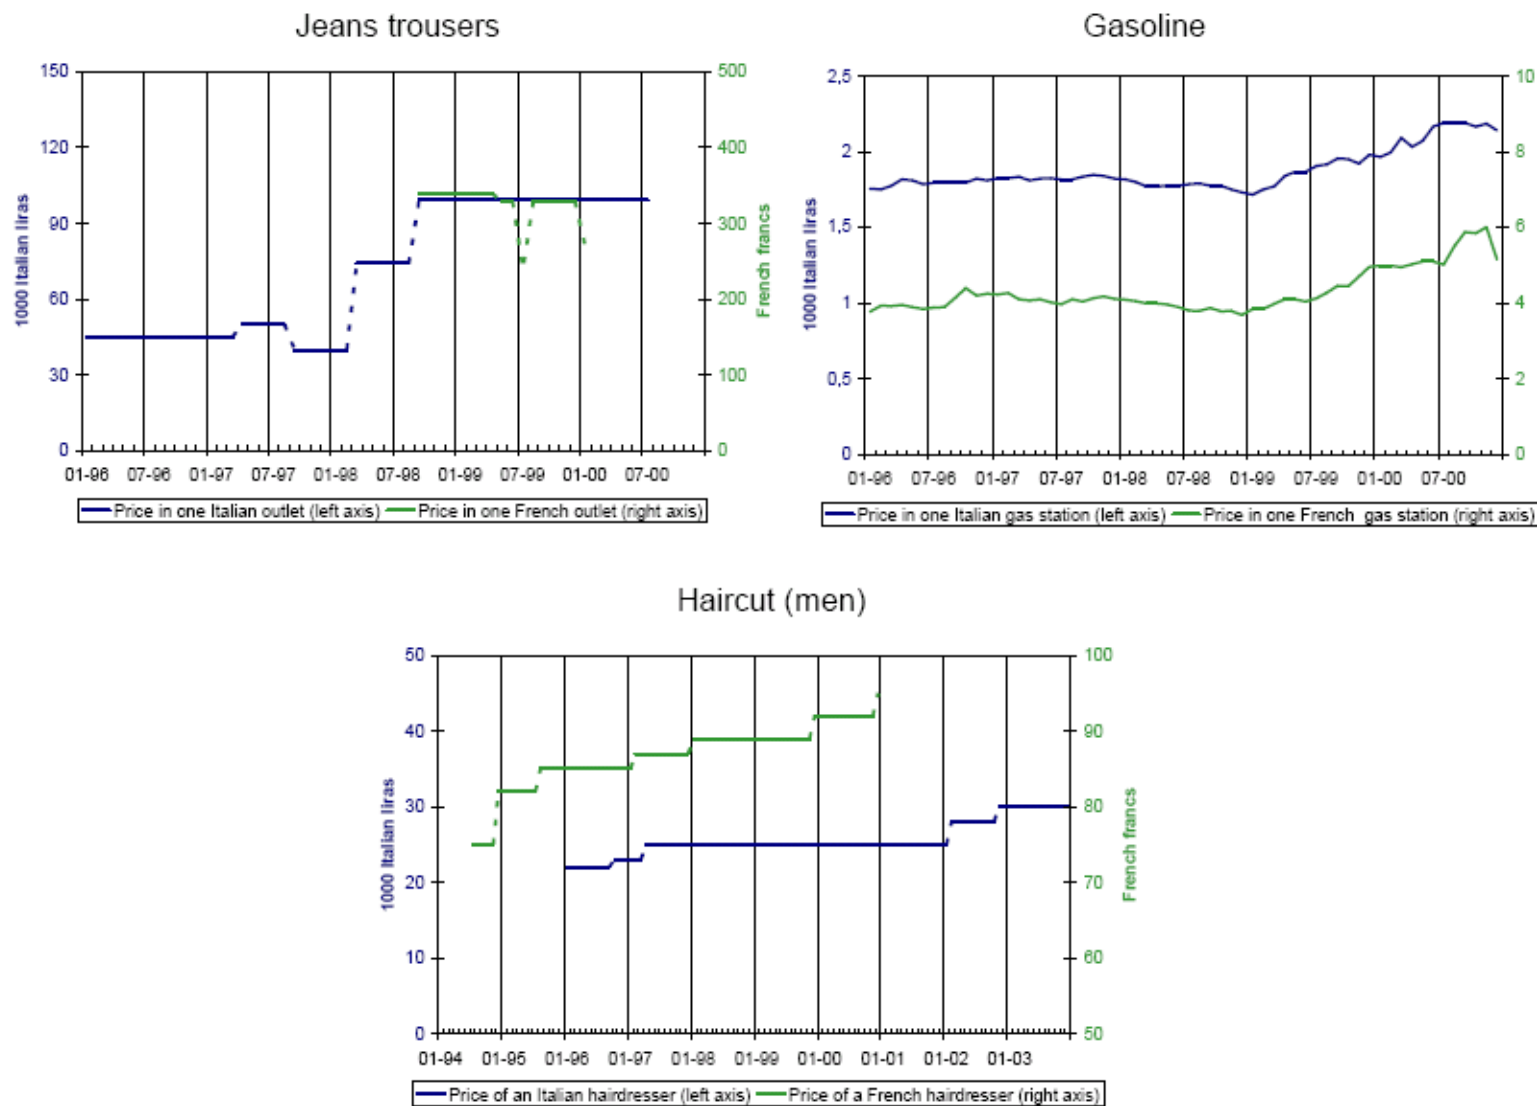 Jeans trousers
150
120
90
60
30
0
1000 Italian liras
500
400
300
200
100
0
French francs
01-96 07-96 01-97 07-97 01-98 07-98 01-99 07-99 01-00 07-00
Price in one Italian outlet (left axis) Price in one French outlet (right axis)
Gasoline
2,5
2
1,5
1
0,5
0
1000 Italian liras
10
8
6
4
2
0
01-96 07-96 01-97 07-97 01-98 07-98 01-99 07-99 01-00 07-00
Price in one Italian gas station (left axis) Price in one French gas station (right axis)
Haircut (men)
50
40
30
20
10
0
1000 Italian liras
100
90
80
70
60
50
French francs
01-94 01-95 01-96 01-97 01-98 01-99 01-00 01-01 01-02 01-03
Price of an Italian hairdresser (left axis) Price of a French hairdresser (right axis)